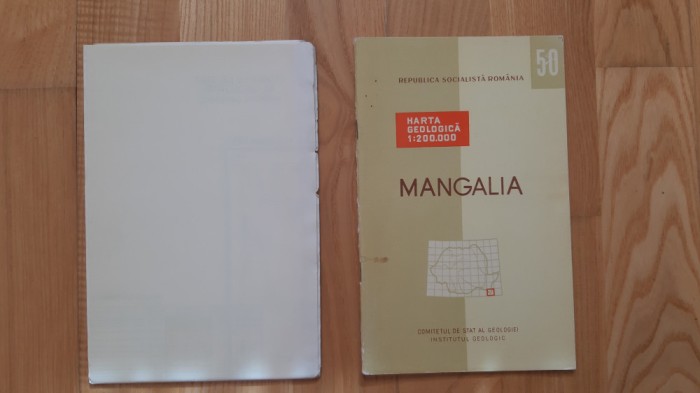 50
REPUBLICA SOCIALISTĂ ROMÂNIA
HARTA
GEOLOGICĂ
1:200.000
MANGALIA
COMITETUL DE STAT AL GEOLOGIEI
INSTITUTUL GEOLOGIC